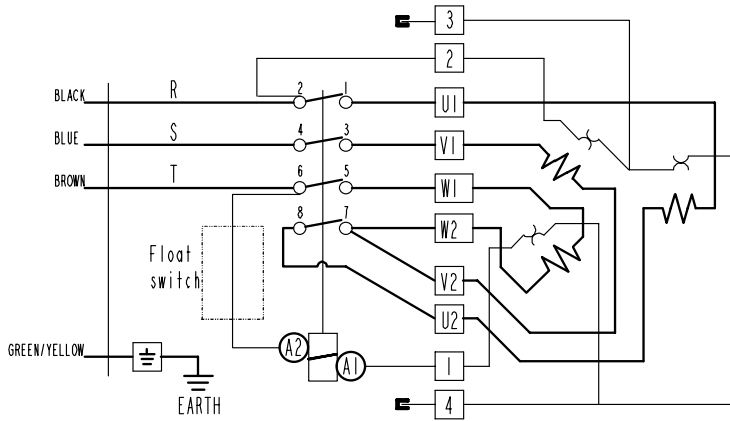 3
2
BLACK R 2 1 U1
BLUE S 4 3 V1
BROWN T 6 5 W1
8 7 W2
Float
switch
V2
U2
GREEN/YELLOW A2 A1 1
EARTH 4